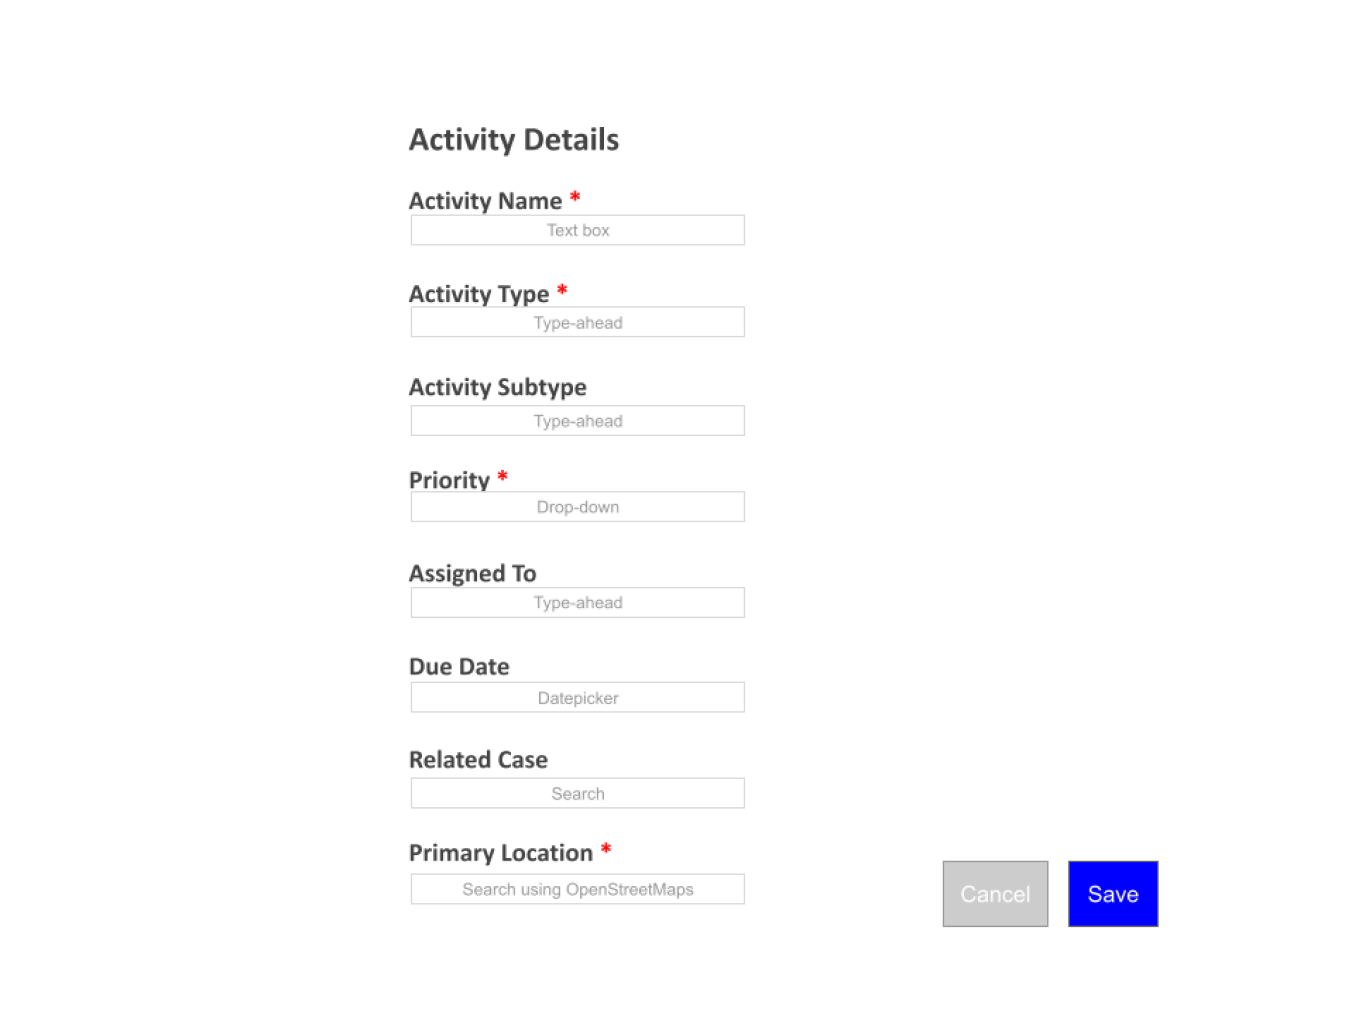 Activity Details
Activity Name *
Text box
Activity Type *
Type-ahead
Activity Subtype
Type-ahead
Priority *
Drop-down
Assigned To
Type-ahead
Due Date
Datepicker
Related Case
Search
Primary Location *
Search using OpenStreetMaps
Cancel
Save